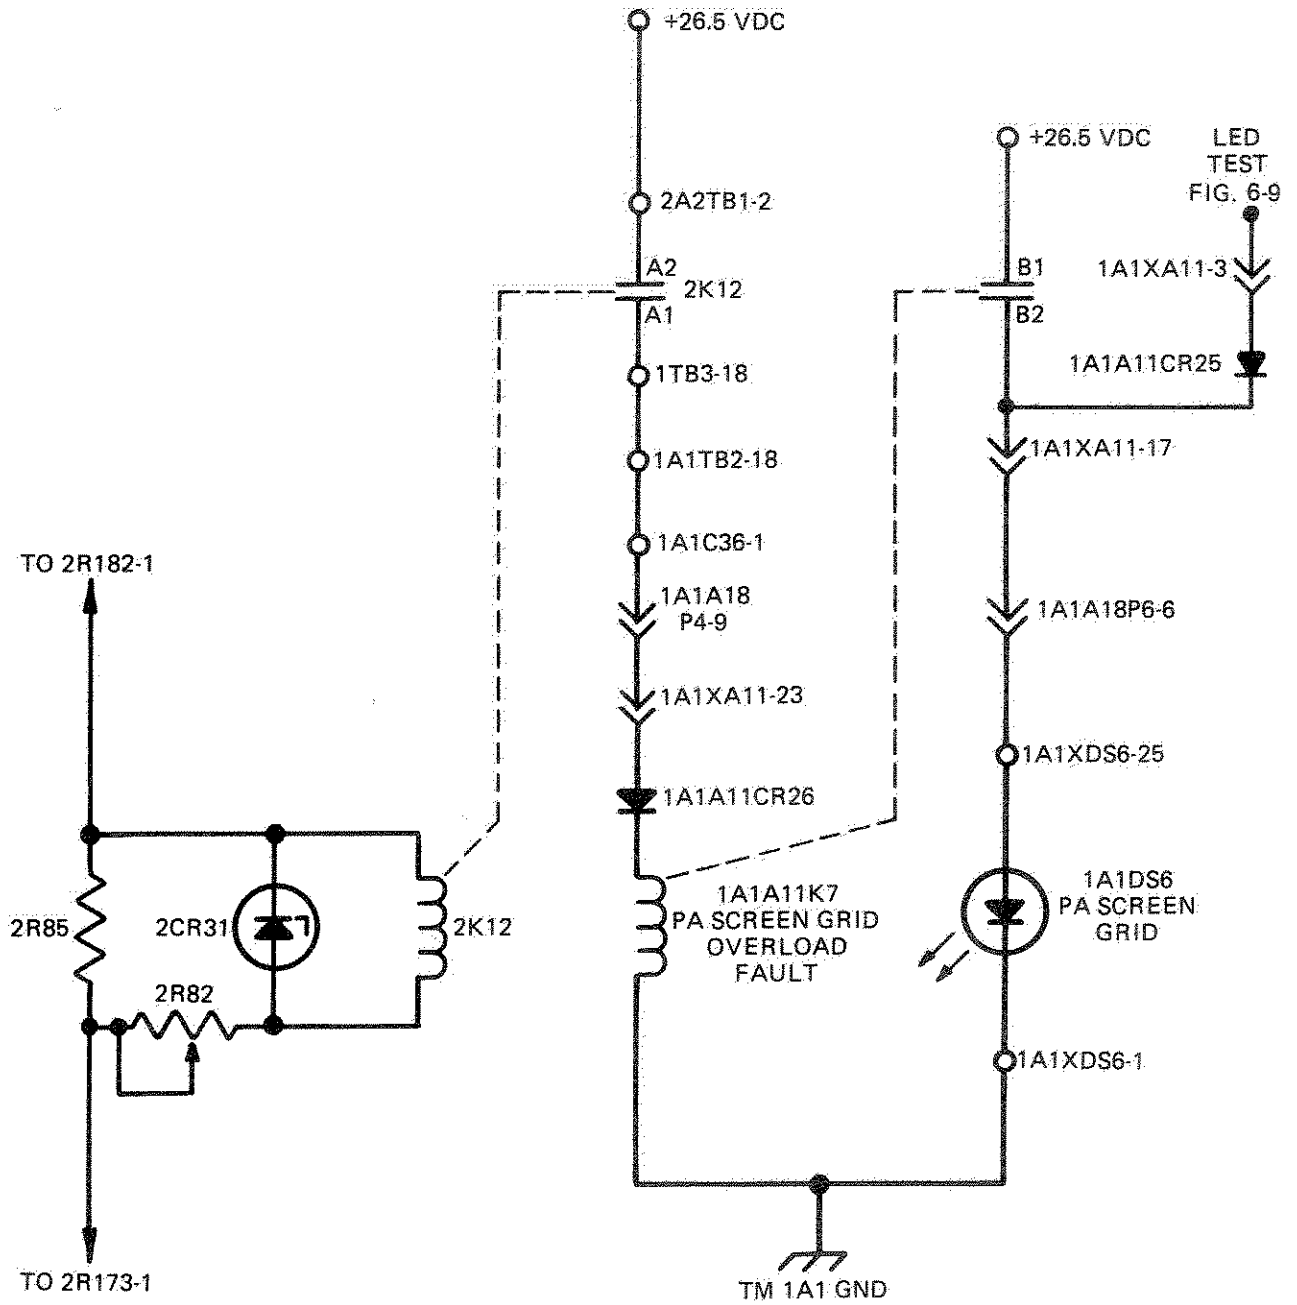 +26.5 VDC
+26.5 VDC
LED
TEST
FIG. 6-9
2A2TB1-2
A2
2K12
A1
B1
B2
1A1XA11-3
1A1A11CR25
1TB3-18
1A1TB2-18
1A1XA11-17
1A1C36-1
TO 2R182-1
1A1A18
P4-9
1A1A18P6-6
1A1XA11-23
1A1XDS6-25
1A1A11CR26
2R85
2CR31
2K12
1A1A11K7
PA SCREEN GRID
OVERLOAD
FAULT
1A1DS6
PA SCREEN
GRID
2R82
1A1XDS6-1
TO 2R173-1
TM 1A1 GND